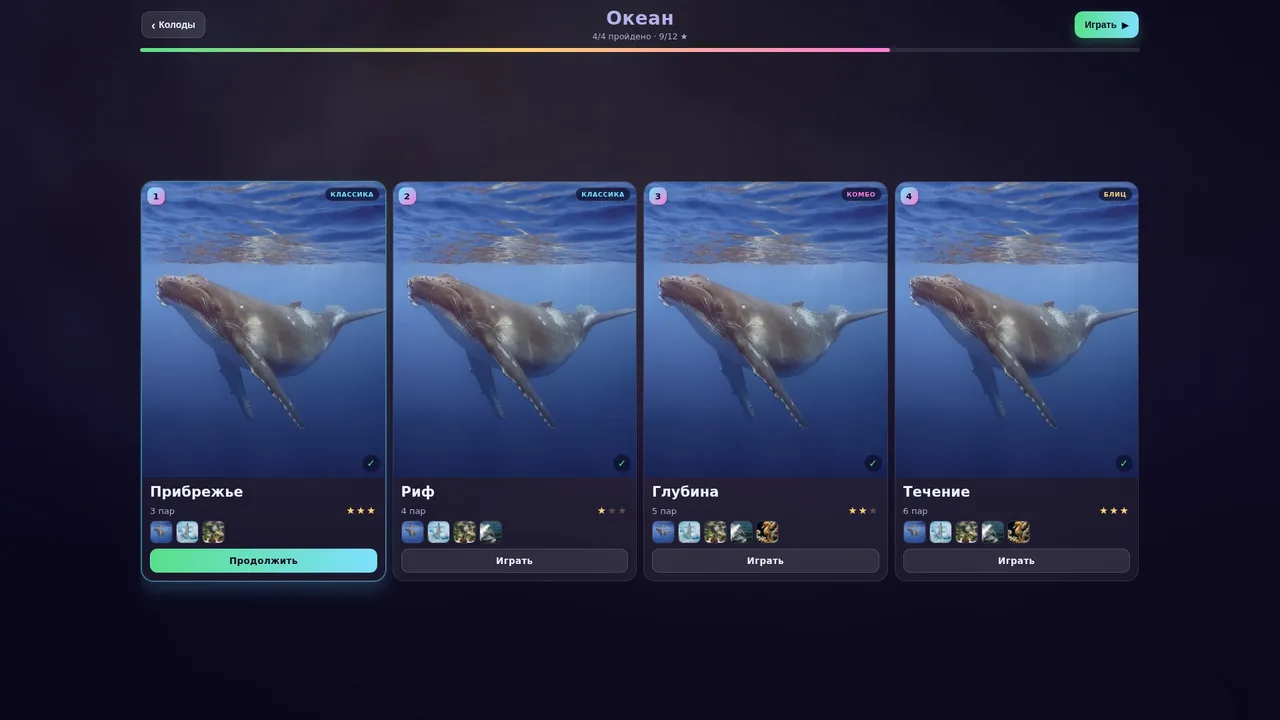 ‹ Колоды
Океан
4/4 пройдено · 9/12 ★
Играть ▶
1
КЛАССИКА
2
КЛАССИКА
3
КОМБО
4
БЛИЦ
Прибрежье
3 пар
★★★
Продолжить
Риф
4 пар
★★★
Играть
Глубина
5 пар
★★★
Играть
Течение
6 пар
★★★
Играть